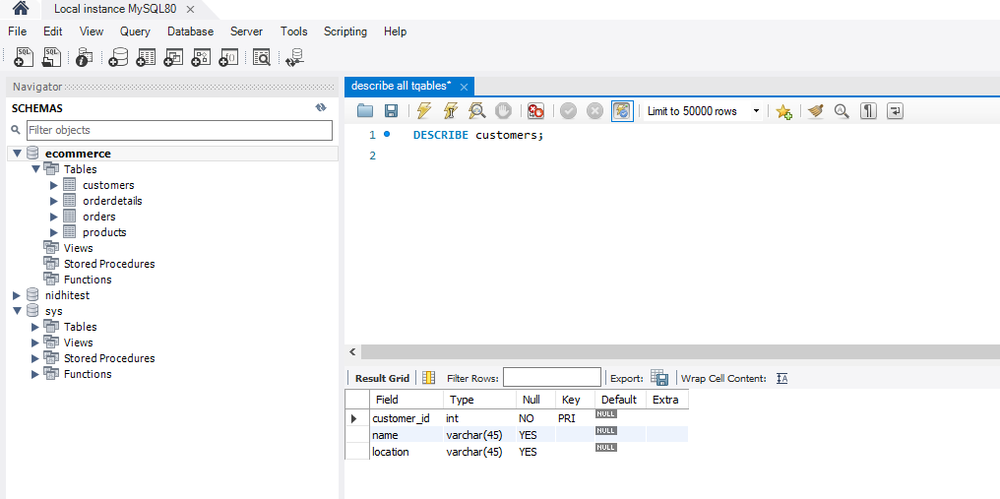 Local instance MySQL80 ×
File Edit View Query Database Server Tools Scripting Help
Navigator
SCHEMAS
Filter objects
ecommerce
Tables
customers
orderdetails
orders
products
Views
Stored Procedures
Functions
nidhitest
sys
Tables
Views
Stored Procedures
Functions
describe all tqables* ×
Limit to 50000 rows
1 DESCRIBE customers;
2
Result Grid Filter Rows: Export: Wrap Cell Content: IA
Field Type Null Key Default Extra
customer_id int NO PRI NULL
name varchar(45) YES NULL
location varchar(45) YES NULL